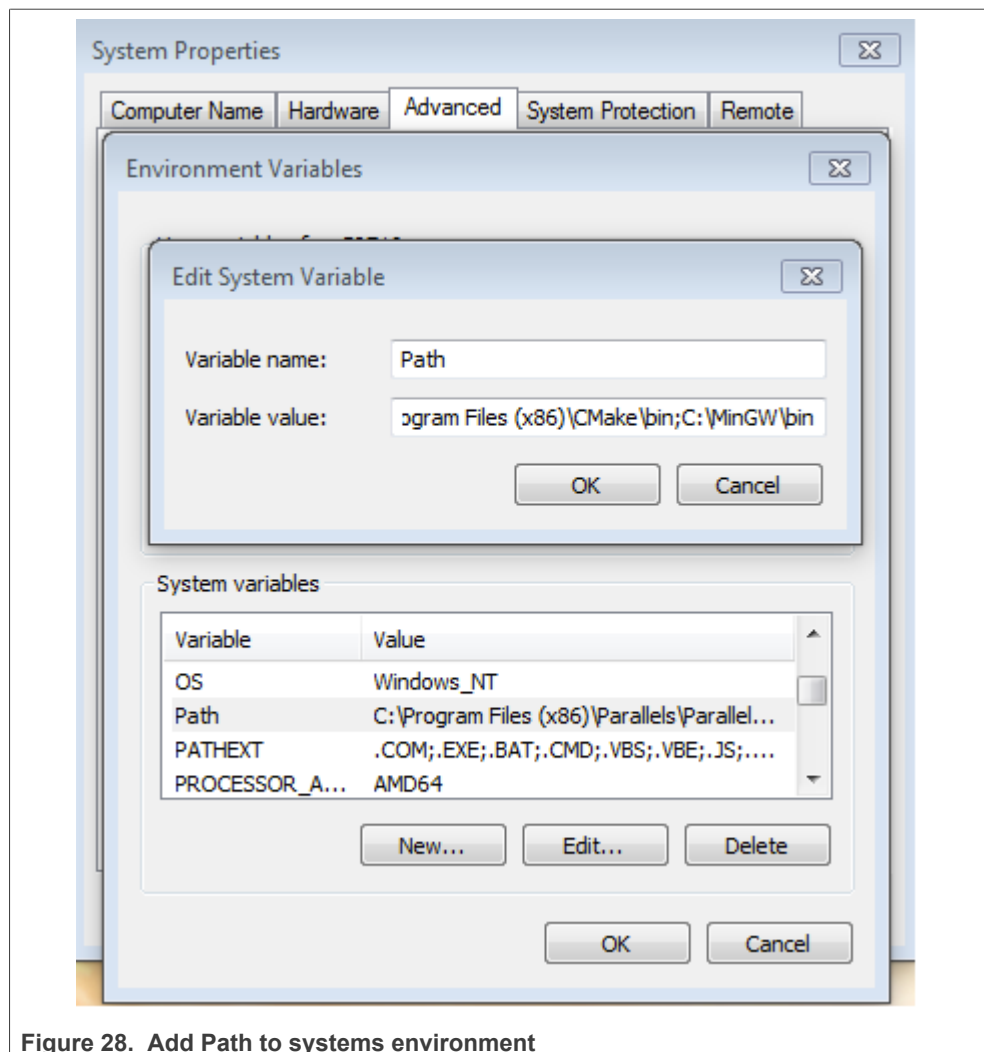 System Properties
Computer Name Hardware Advanced System Protection Remote
Environment Variables
Edit System Variable
Variable name: Path
Variable value: ogram Files (x86)\CMake\bin;C:\MinGW\bin
OK Cancel
System variables
Variable Value
OS Windows_NT
Path C:\Program Files (x86)\Parallels\Parallel...
PATHEXT .COM;.EXE;.BAT;.CMD;.VBS;.VBE;.JS;....
PROCESSOR_A... AMD64
New... Edit... Delete
OK Cancel
Figure 28. Add Path to systems environment